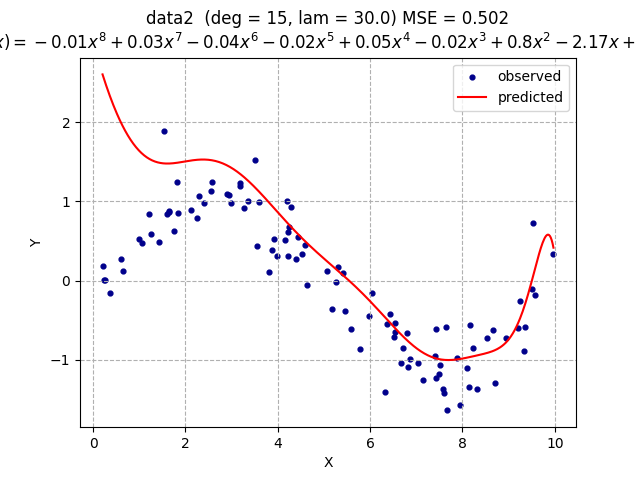 data2 (deg = 15, lam = 30.0) MSE = 0.502
x) = −0.01x⁸ + 0.03x⁷ − 0.04x⁶ − 0.02x⁵ + 0.05x⁴ − 0.02x³ + 0.8x² − 2.17x +
observed
predicted
2
1
0
−1
Y
0 2 4 6 8 10
X